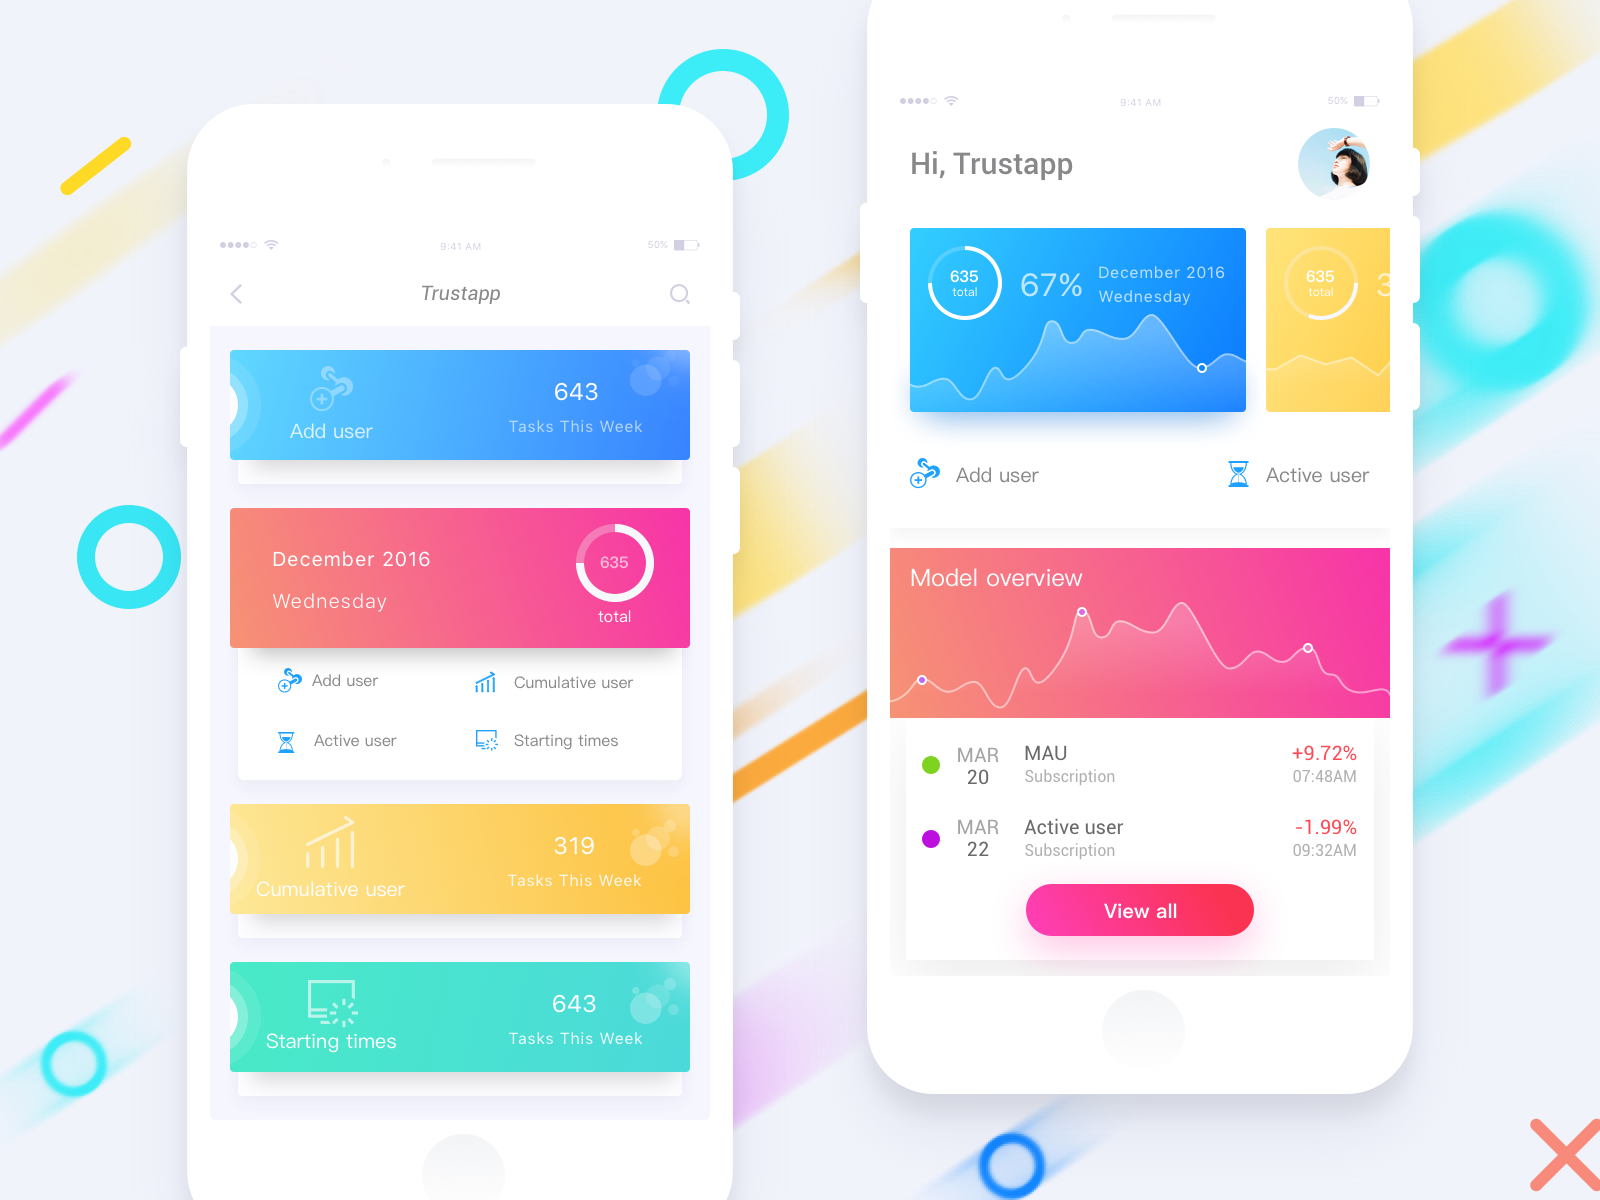 9:41 AM
50%
Trustapp
Add user
643
Tasks This Week
December 2016
Wednesday
635
total
Add user
Cumulative user
Active user
Starting times
Cumulative user
319
Tasks This Week
Starting times
643
Tasks This Week
9:41 AM
50%
Hi, Trustapp
635
total
67%
December 2016
Wednesday
635
total
3
Add user
Active user
Model overview
MAR
20
MAU
Subscription
+9.72%
07:48AM
MAR
22
Active user
Subscription
-1.99%
09:32AM
View all